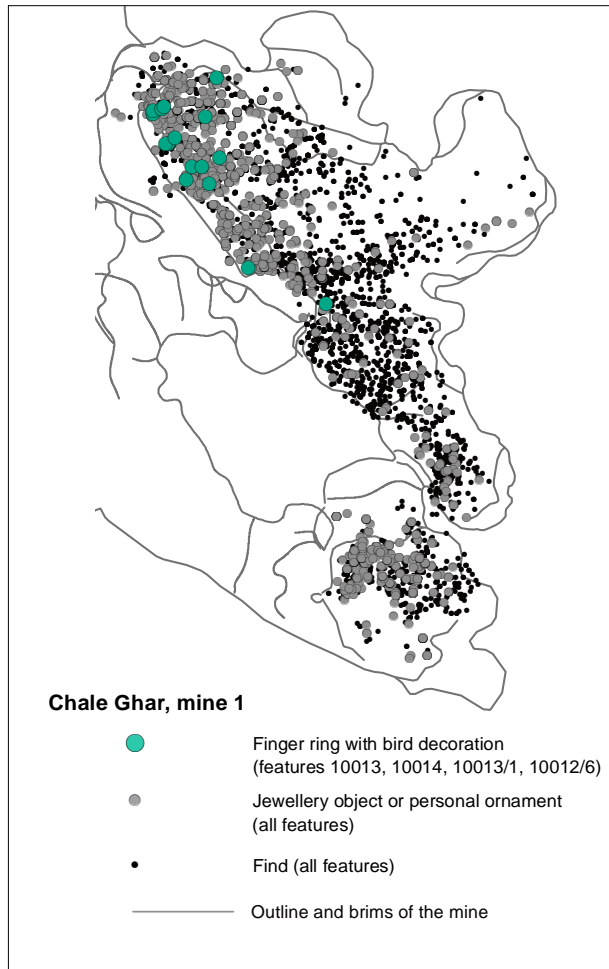 Chale Ghar, mine 1
Finger ring with bird decoration
(features 10013, 10014, 10013/1, 10012/6)
Jewellery object or personal ornament
(all features)
Find (all features)
Outline and brims of the mine